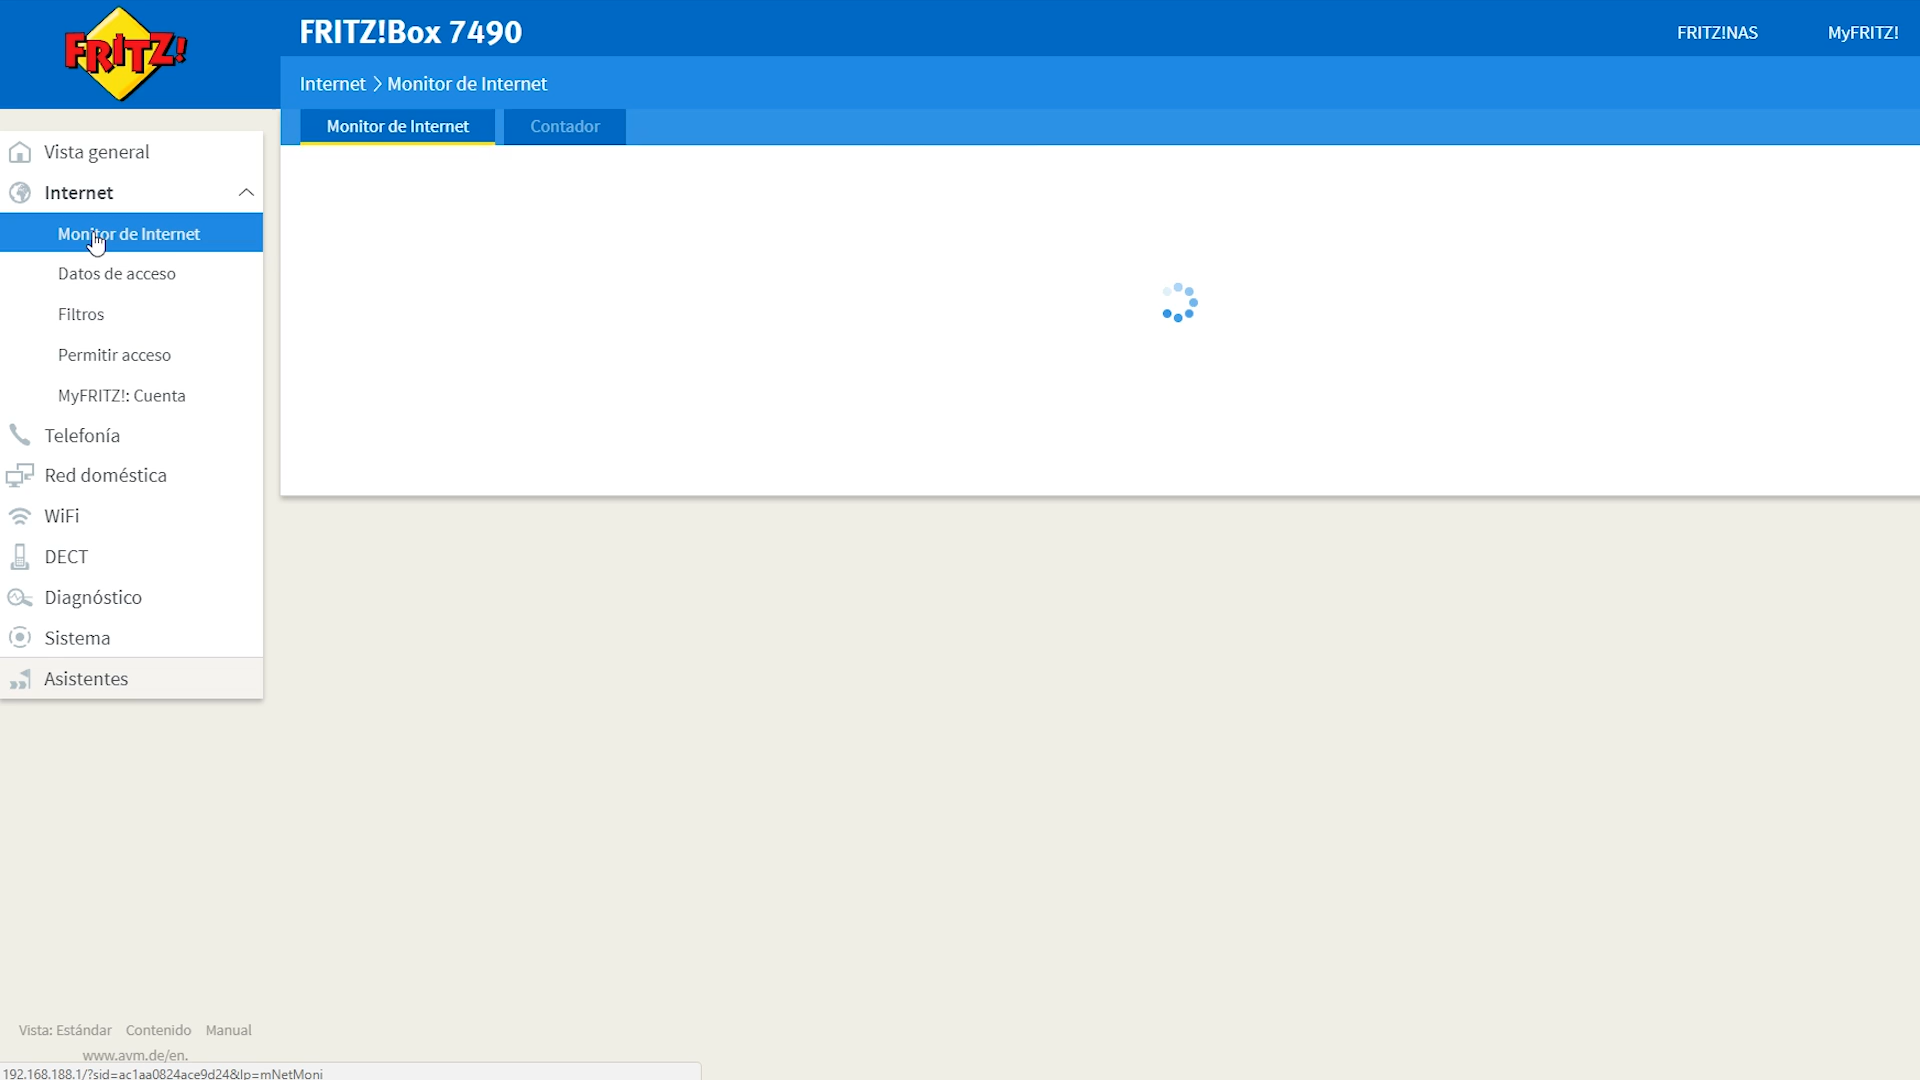 FRITZ!
FRITZ!Box 7490
FRITZ!NAS
MyFRITZ!
Internet > Monitor de Internet
Monitor de Internet
Contador
Vista general
Internet
Monitor de Internet
Datos de acceso
Filtros
Permitir acceso
MyFRITZ!: Cuenta
Telefonía
Red doméstica
WiFi
DECT
Diagnóstico
Sistema
Asistentes
Vista: Estándar Contenido Manual
www.avm.de/en.
192.168.188.1/?sid=ac1aa0824ace9d24&lp=mNetMoni